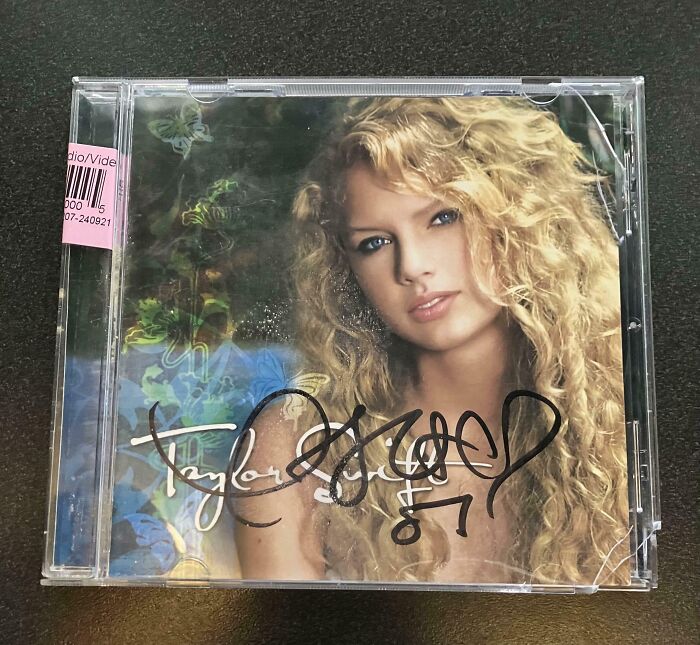 dio/Vide
000 5
07-240921
Taylor Swift